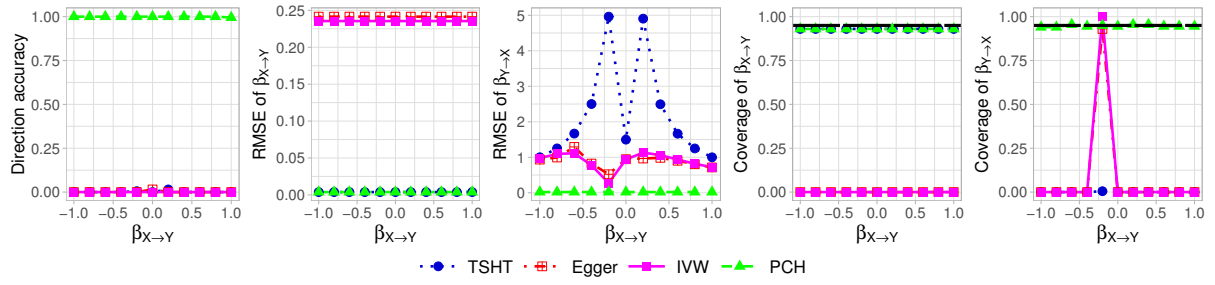 Direction accuracy
1.00
0.75
0.50
0.25
0.00
−1.0 −0.5 0.0 0.5 1.0
βX→Y
RMSE of βX→Y
0.25
0.20
0.15
0.10
0.05
0.00
−1.0 −0.5 0.0 0.5 1.0
βX→Y
RMSE of βY→X
5
4
3
2
1
0
−1.0 −0.5 0.0 0.5 1.0
βX→Y
Coverage of βX→Y
1.00
0.75
0.50
0.25
0.00
−1.0 −0.5 0.0 0.5 1.0
βX→Y
Coverage of βY→X
1.00
0.75
0.50
0.25
0.00
−1.0 −0.5 0.0 0.5 1.0
βX→Y
TSHT Egger IVW PCH